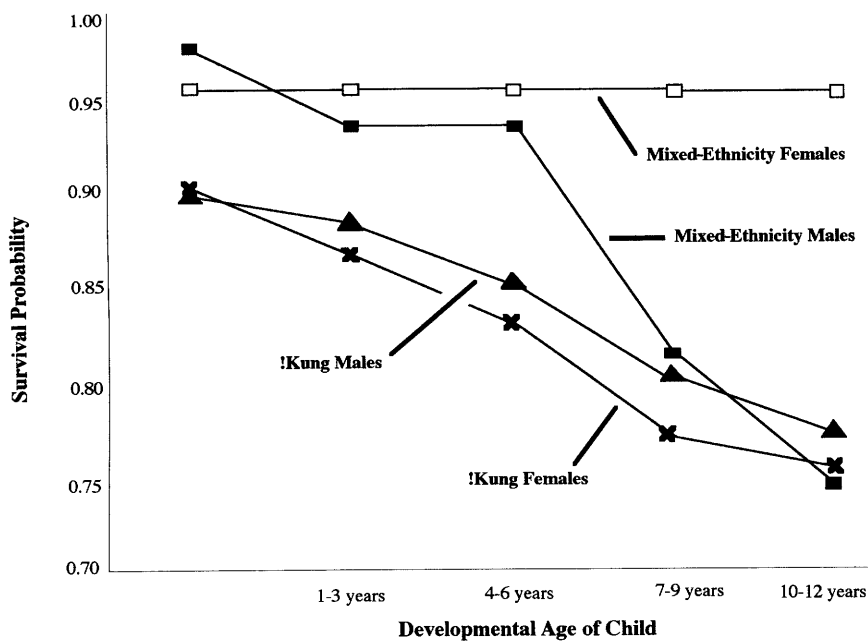 1.00
0.95
0.90
0.85
0.80
0.75
0.70
Survival Probability
Mixed-Ethnicity Females
Mixed-Ethnicity Males
!Kung Males
!Kung Females
1-3 years
4-6 years
7-9 years
10-12 years
Developmental Age of Child